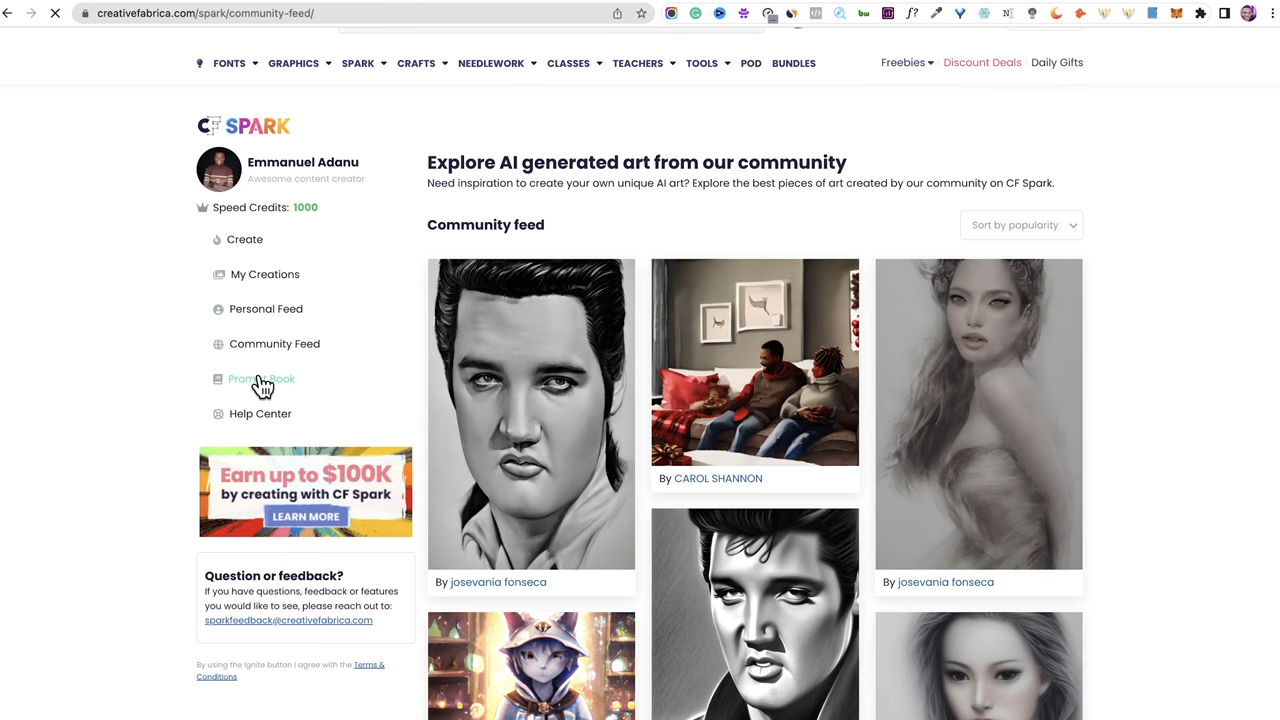 creativefabrica.com/spark/community-feed/
FONTS GRAPHICS SPARK CRAFTS NEEDLEWORK CLASSES TEACHERS TOOLS POD BUNDLES
Freebies Discount Deals Daily Gifts
CF SPARK
Emmanuel Adanu
Awesome content creator
Speed Credits: 1000
Create
My Creations
Personal Feed
Community Feed
Prompt Book
Help Center
Earn up to $100K
by creating with CF Spark
LEARN MORE
Question or feedback?
If you have questions, feedback or features
you would like to see, please reach out to:
sparkfeedback@creativefabrica.com
By using the Ignite button I agree with the Terms &
Conditions
Explore AI generated art from our community
Need inspiration to create your own unique AI art? Explore the best pieces of art created by our community on CF Spark.
Community feed
Sort by popularity
By josevania fonseca
By CAROL SHANNON
By josevania fonseca